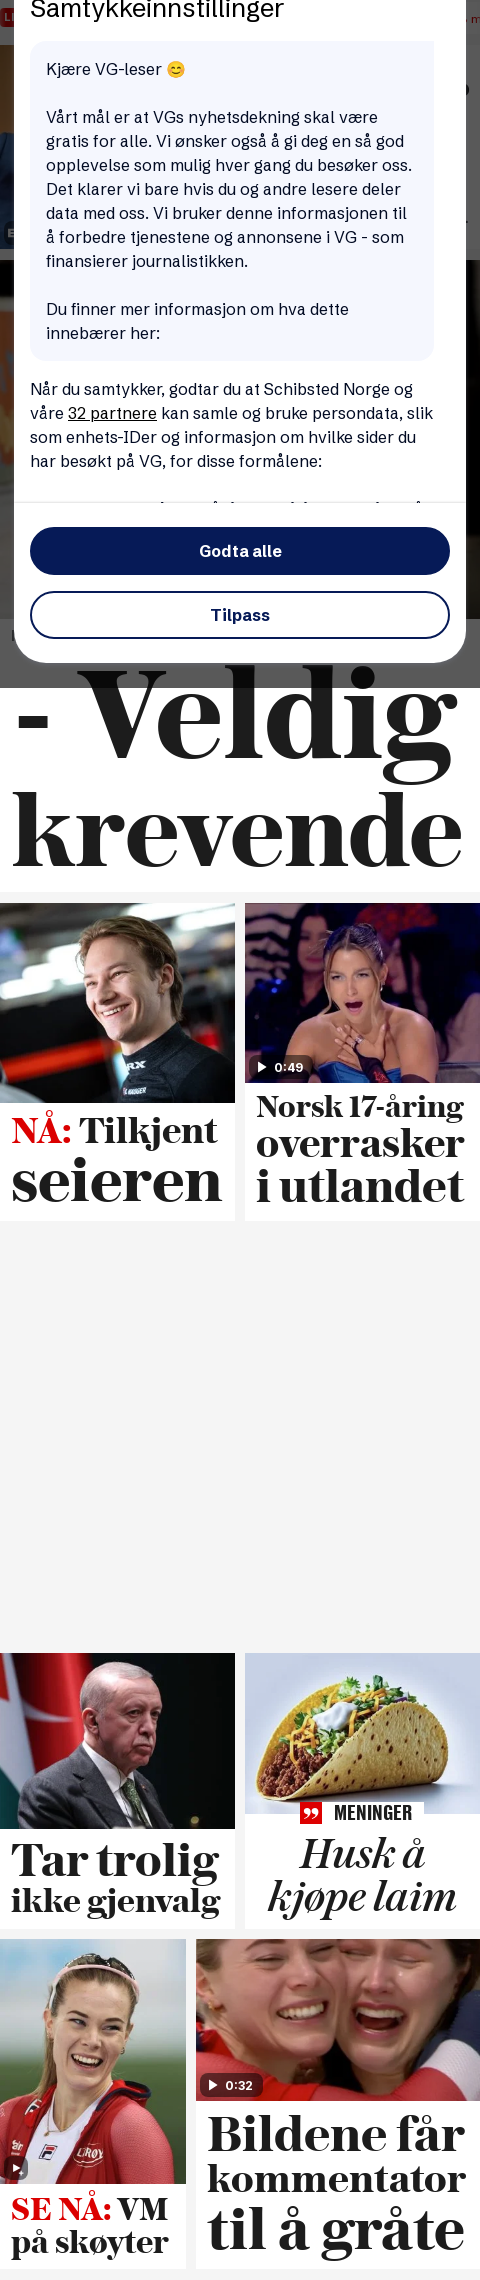 Samtykkeinnstillinger
Kjære VG-leser 😊
Vårt mål er at VGs nyhetsdekning skal være
gratis for alle. Vi ønsker også å gi deg en så god
opplevelse som mulig hver gang du besøker oss.
Det klarer vi bare hvis du og andre lesere deler
data med oss. Vi bruker denne informasjonen til
å forbedre tjenestene og annonsene i VG - som
finansierer journalistikken.
Du finner mer informasjon om hva dette
innebærer her:
Når du samtykker, godtar du at Schibsted Norge og
våre 32 partnere kan samle og bruke persondata, slik
som enhets-IDer og informasjon om hvilke sider du
har besøkt på VG, for disse formålene:
Godta alle
Tilpass
- Veldig
krevende
NÅ: Tilkjent
seieren
0:49
Norsk 17-åring
overrasker
i utlandet
Tar trolig
ikke gjenvalg
MENINGER
Husk å
kjøpe laim
SE NÅ: VM
på skøyter
0:32
Bildene får
kommentator
til å gråte